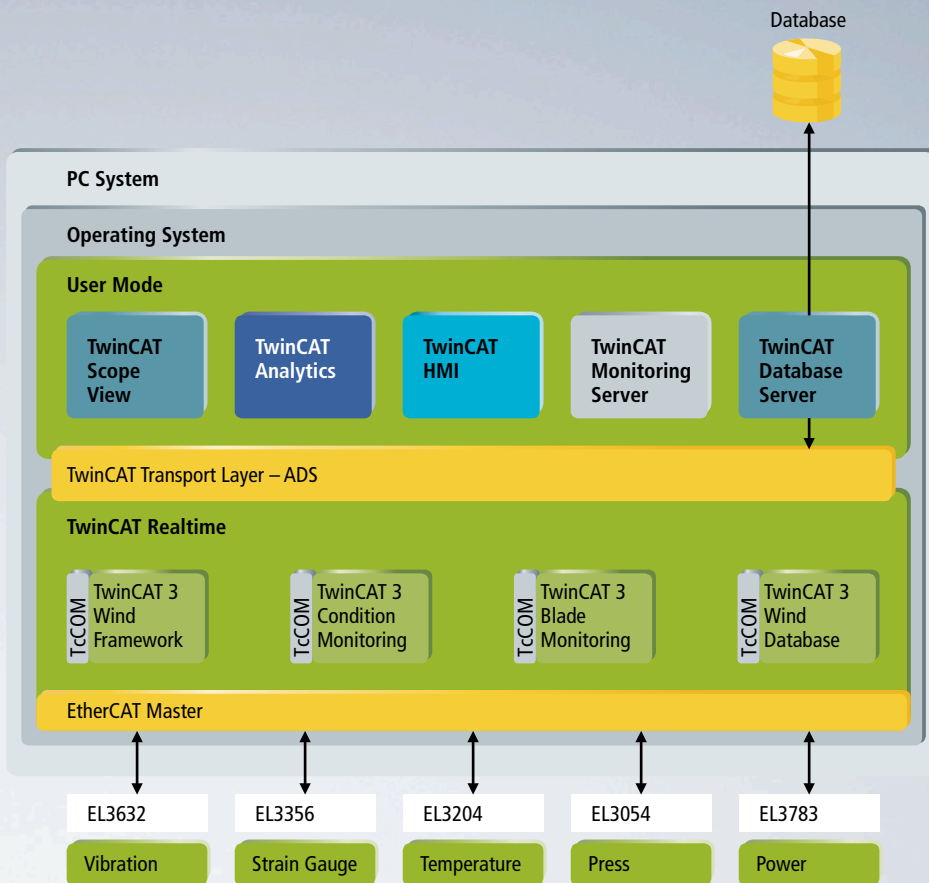 Database
PC System
Operating System
User Mode
TwinCAT
Scope
View
TwinCAT
Analytics
TwinCAT
HMI
TwinCAT
Monitoring
Server
TwinCAT
Database
Server
TwinCAT Transport Layer – ADS
TwinCAT Realtime
TcCOM
TwinCAT 3
Wind
Framework
TcCOM
TwinCAT 3
Condition
Monitoring
TcCOM
TwinCAT 3
Blade
Monitoring
TcCOM
TwinCAT 3
Wind
Database
EtherCAT Master
EL3632
EL3356
EL3204
EL3054
EL3783
Vibration
Strain Gauge
Temperature
Press
Power